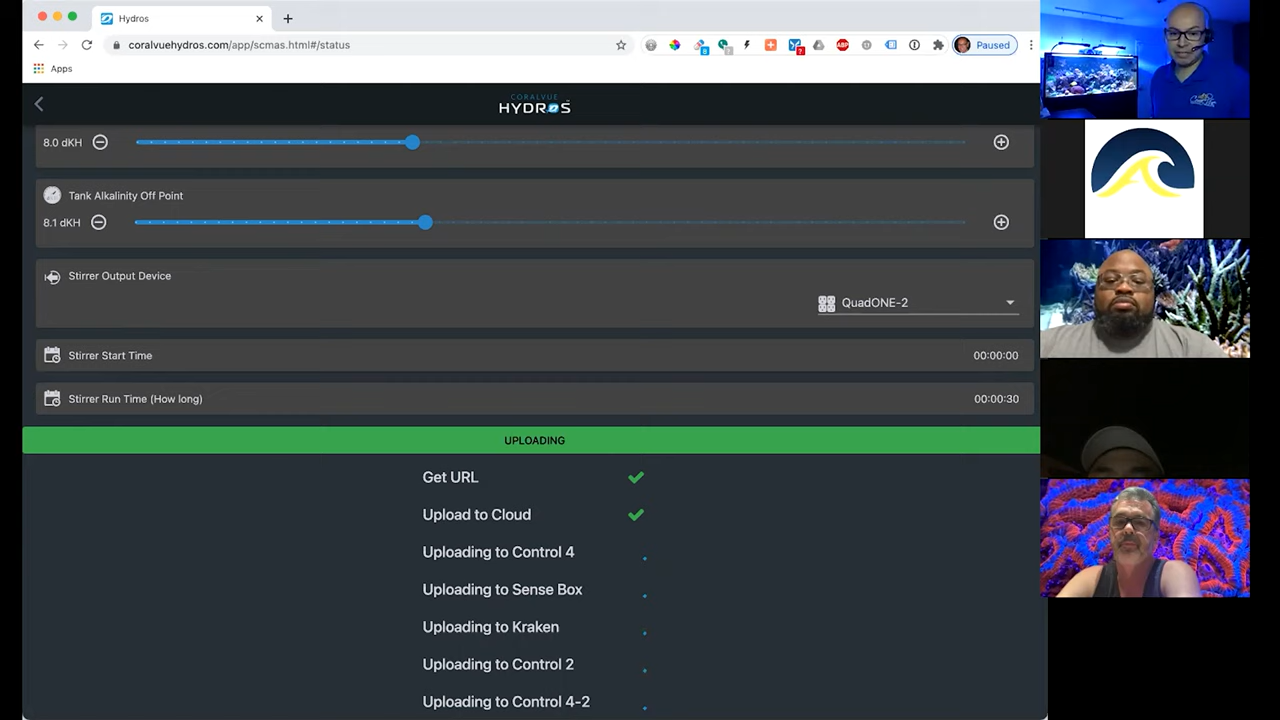 Hydros
coralvuehydros.com/app/scmas.html#/status
Paused
Apps
CORALVUE
HYDROS
8.0 dKH
Tank Alkalinity Off Point
8.1 dKH
Stirrer Output Device
QuadONE-2
Stirrer Start Time 00:00:00
Stirrer Run Time (How long) 00:00:30
UPLOADING
Get URL
Upload to Cloud
Uploading to Control 4
Uploading to Sense Box
Uploading to Kraken
Uploading to Control 2
Uploading to Control 4-2